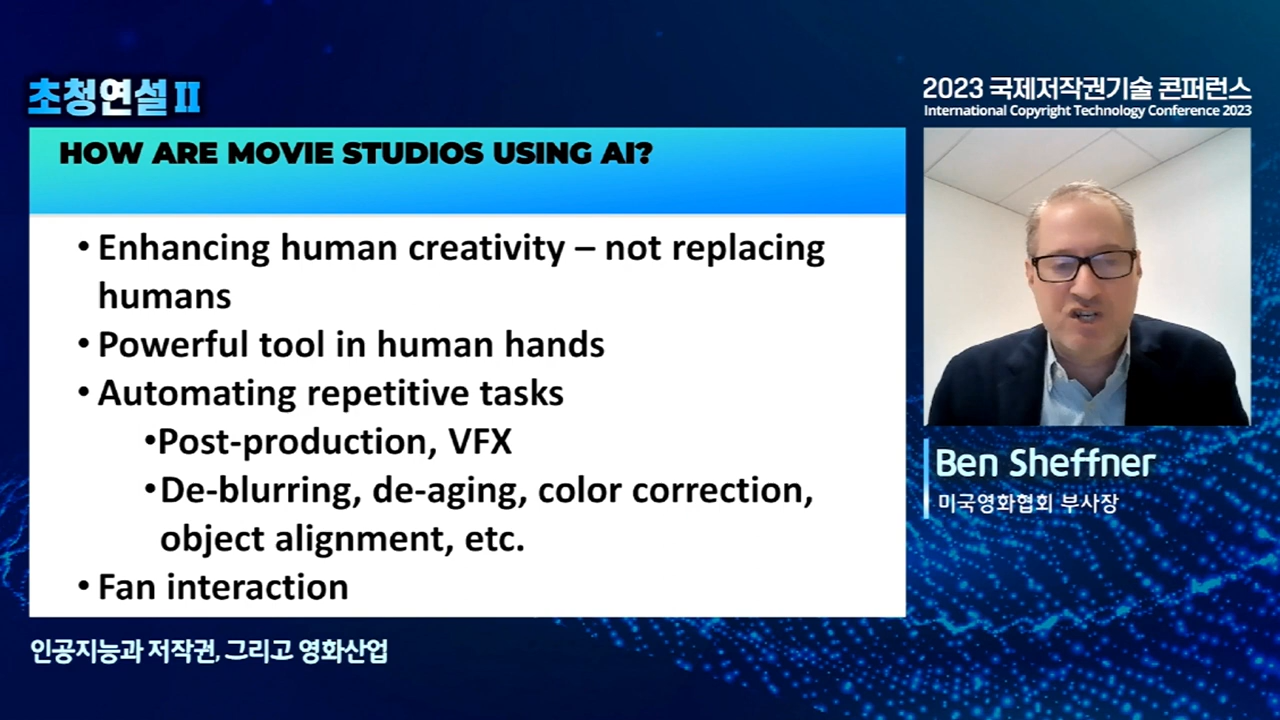 초청연설 II
2023 국제저작권기술 콘퍼런스
International Copyright Technology Conference 2023
HOW ARE MOVIE STUDIOS USING AI?
• Enhancing human creativity – not replacing
humans
• Powerful tool in human hands
• Automating repetitive tasks
•Post-production, VFX
•De-blurring, de-aging, color correction,
object alignment, etc.
• Fan interaction
Ben Sheffner
미국영화협회 부사장
인공지능과 저작권, 그리고 영화산업